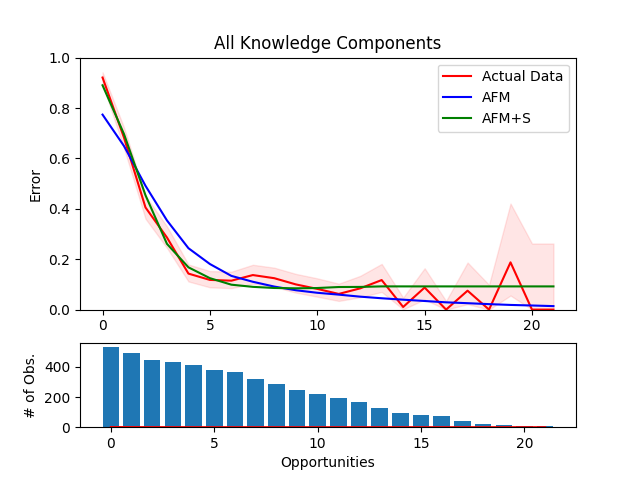 All Knowledge Components
Error
1.0
0.8
0.6
0.4
0.2
0.0
Actual Data
AFM
AFM+S
0 5 10 15 20
# of Obs.
400
200
0
0 5 10 15 20
Opportunities